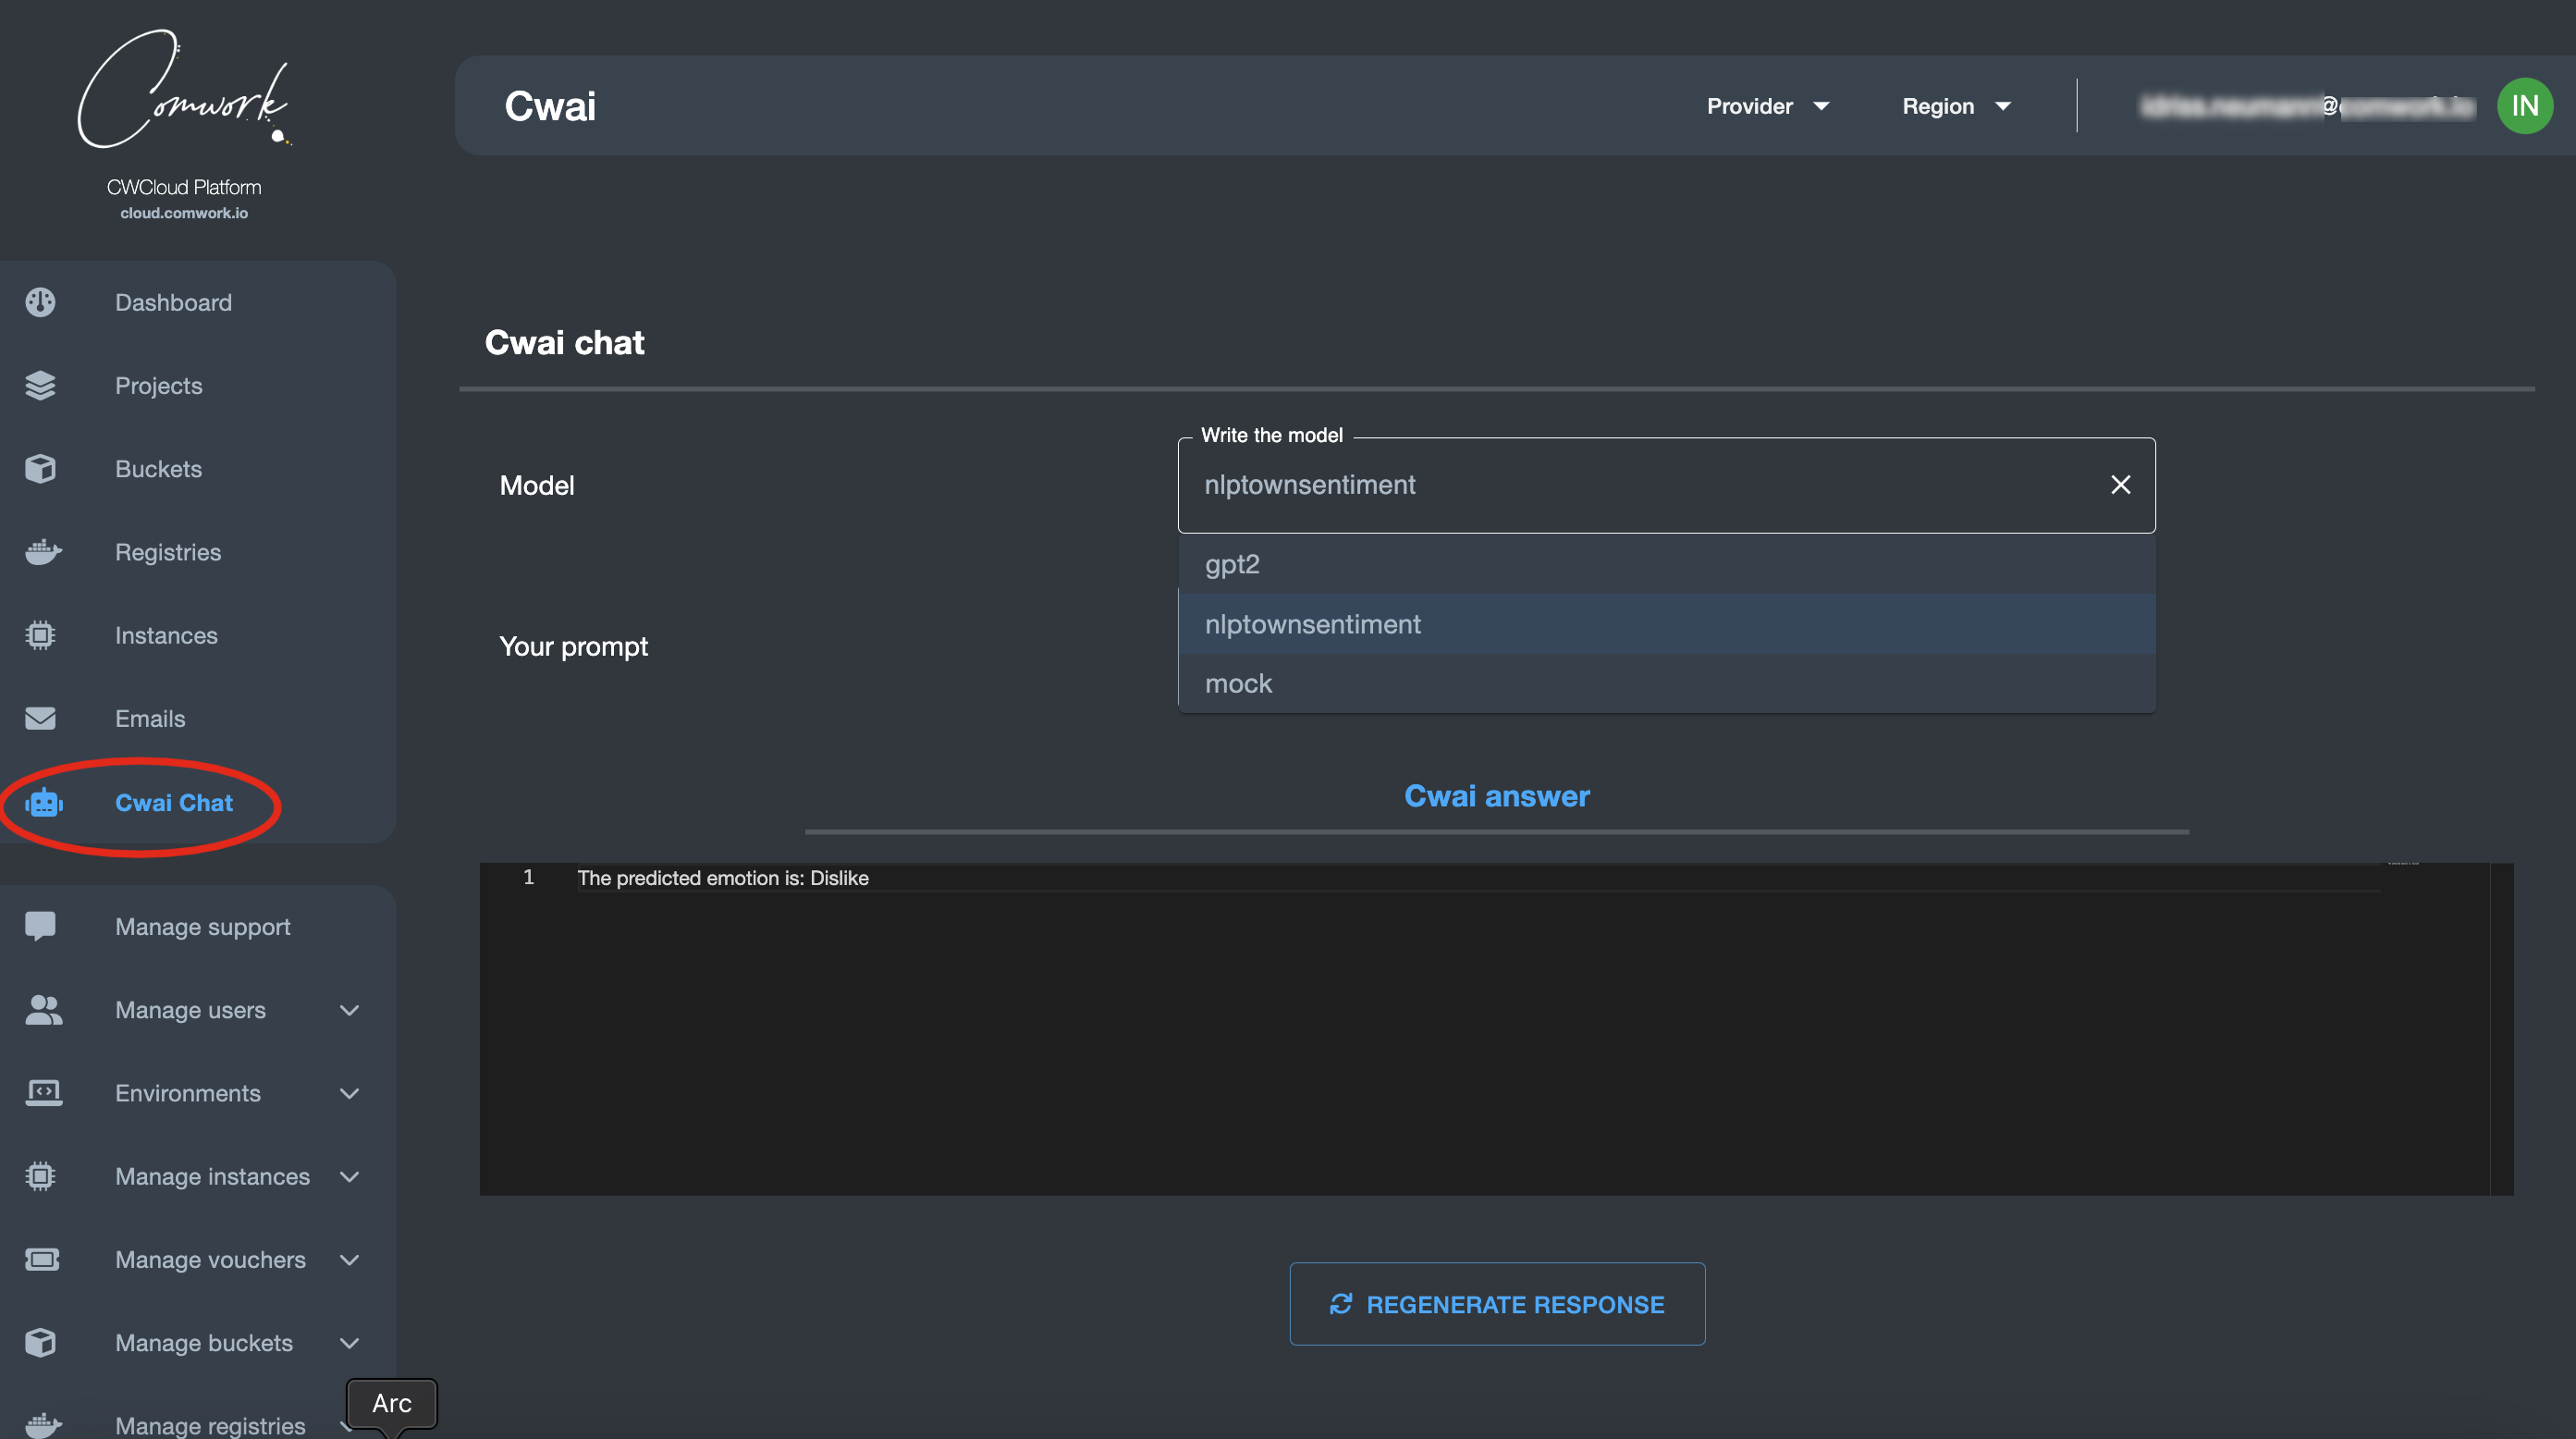 Comwork
CWCloud Platform
cloud.comwork.io
Dashboard
Projects
Buckets
Registries
Instances
Emails
Cwai Chat
Manage support
Manage users
Environments
Manage instances
Manage vouchers
Manage buckets
Manage registries
Arc
Cwai
Provider
Region
@
IN
Cwai chat
Model
Write the model
nlptownsentiment
gpt2
nlptownsentiment
mock
Your prompt
Cwai answer
1 The predicted emotion is: Dislike
REGENERATE RESPONSE